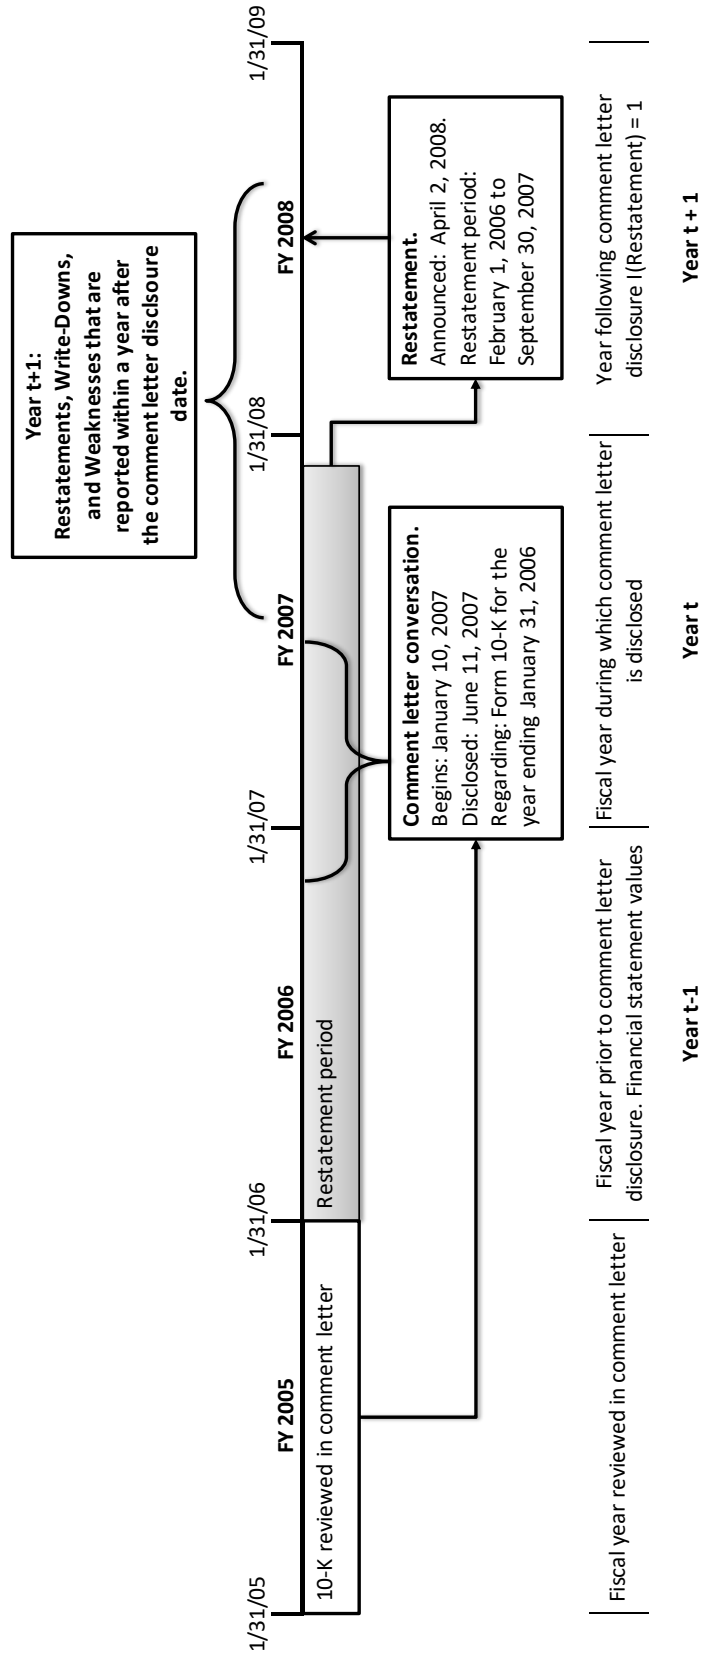 Year t+1:
Restatements, Write-Downs,
and Weaknesses that are
reported within a year after
the comment letter disclsoure
date.
1/31/05
1/31/06
1/31/07
1/31/08
1/31/09
FY 2005
FY 2006
FY 2007
FY 2008
10-K reviewed in comment letter
Restatement period
Comment letter conversation.
Begins: January 10, 2007
Disclosed: June 11, 2007
Regarding: Form 10-K for the
year ending January 31, 2006
Restatement.
Announced: April 2, 2008.
Restatement period:
February 1, 2006 to
September 30, 2007
Fiscal year reviewed in comment letter
Fiscal year prior to comment letter
disclosure. Financial statement values
Fiscal year during which comment letter
is disclosed
Year following comment letter
disclosure I(Restatement) = 1
Year t-1
Year t
Year t + 1